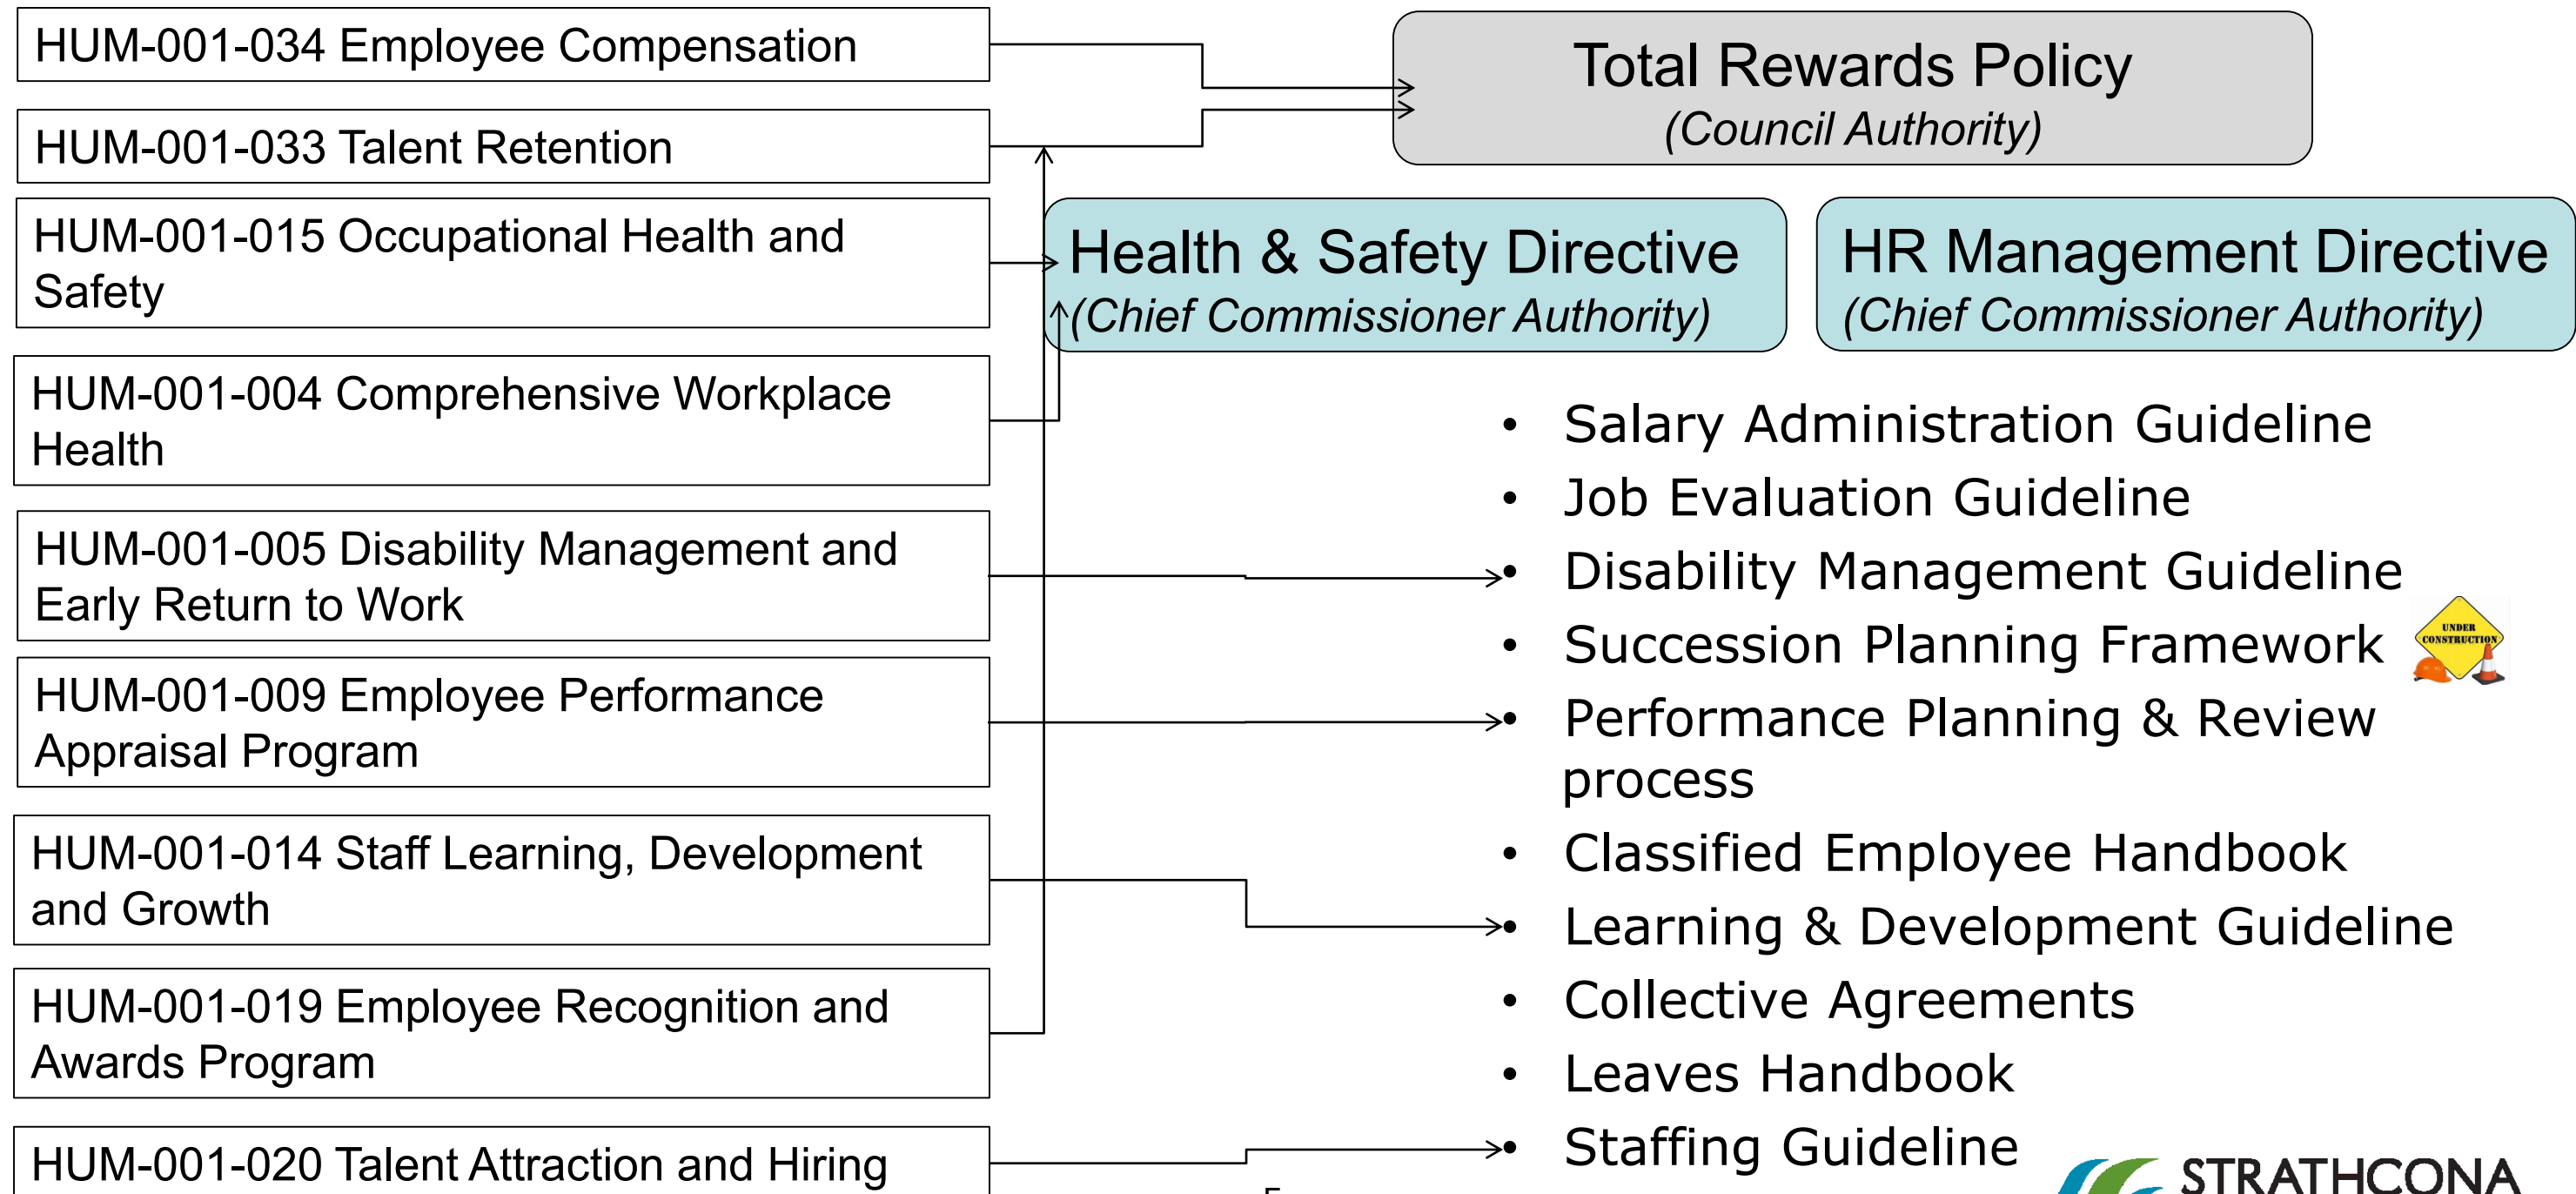 HUM-001-034 Employee Compensation
HUM-001-033 Talent Retention
HUM-001-015 Occupational Health and
Safety
HUM-001-004 Comprehensive Workplace
Health
HUM-001-005 Disability Management and
Early Return to Work
HUM-001-009 Employee Performance
Appraisal Program
HUM-001-014 Staff Learning, Development
and Growth
HUM-001-019 Employee Recognition and
Awards Program
HUM-001-020 Talent Attraction and Hiring
Total Rewards Policy
(Council Authority)
Health & Safety Directive
(Chief Commissioner Authority)
HR Management Directive
(Chief Commissioner Authority)
• Salary Administration Guideline
• Job Evaluation Guideline
• Disability Management Guideline
• Succession Planning Framework
UNDER
CONSTRUCTION
• Performance Planning & Review
process
• Classified Employee Handbook
• Learning & Development Guideline
• Collective Agreements
• Leaves Handbook
• Staffing Guideline
STRATHCONA